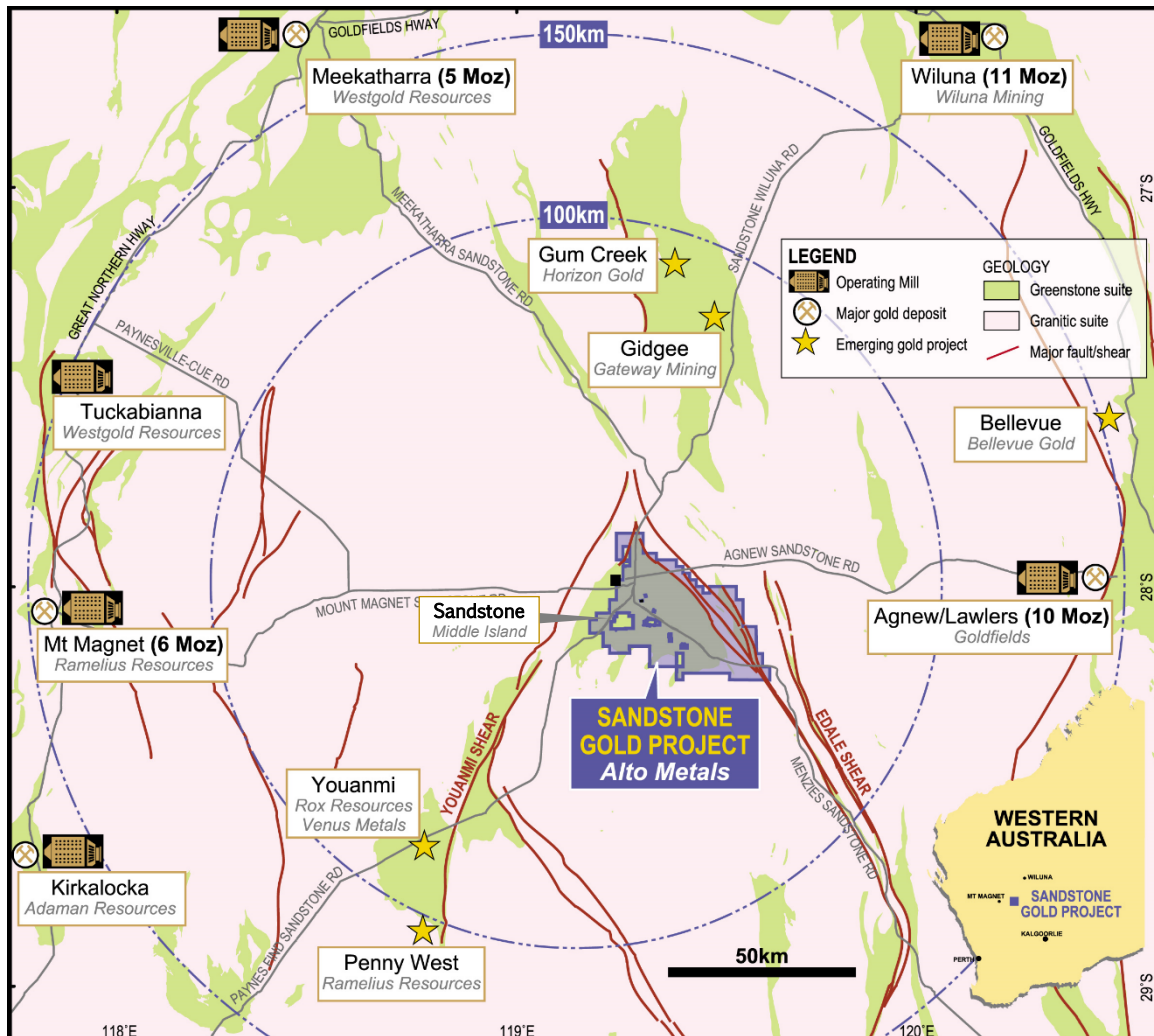 GOLDFIELDS HWY
150km
Meekatharra (5 Moz)
Westgold Resources
Wiluna (11 Moz)
Wiluna Mining
GOLDFIELDS HWY
27°S
SANDSTONE WILUNA RD
MEEKATHARRA SANDSTONE RD
100km
GREAT NORTHERN HWAY
Gum Creek
Horizon Gold
LEGEND
Operating Mill
Major gold deposit
Emerging gold project
GEOLOGY
Greenstone suite
Granitic suite
Major fault/shear
PAYNESVILLE-CUE RD
Gidgee
Gateway Mining
Tuckabianna
Westgold Resources
Bellevue
Bellevue Gold
AGNEW SANDSTONE RD
28°S
MOUNT MAGNET S
RD
Sandstone
Middle Island
Mt Magnet (6 Moz)
Ramelius Resources
Agnew/Lawlers (10 Moz)
Goldfields
SANDSTONE
GOLD PROJECT
Alto Metals
YOUANMI SHEAR
EDALE SHEAR
MENZIES SANDSTONE RD
Youanmi
Rox Resources
Venus Metals
Kirkalocka
Adaman Resources
PAYNES FIND SANDSTONE RD
Penny West
Ramelius Resources
50km
WESTERN
AUSTRALIA
WILUNA
MT MAGNET
SANDSTONE
GOLD PROJECT
KALGOORLIE
PERTH
29°S
118°E
119°E
120°E